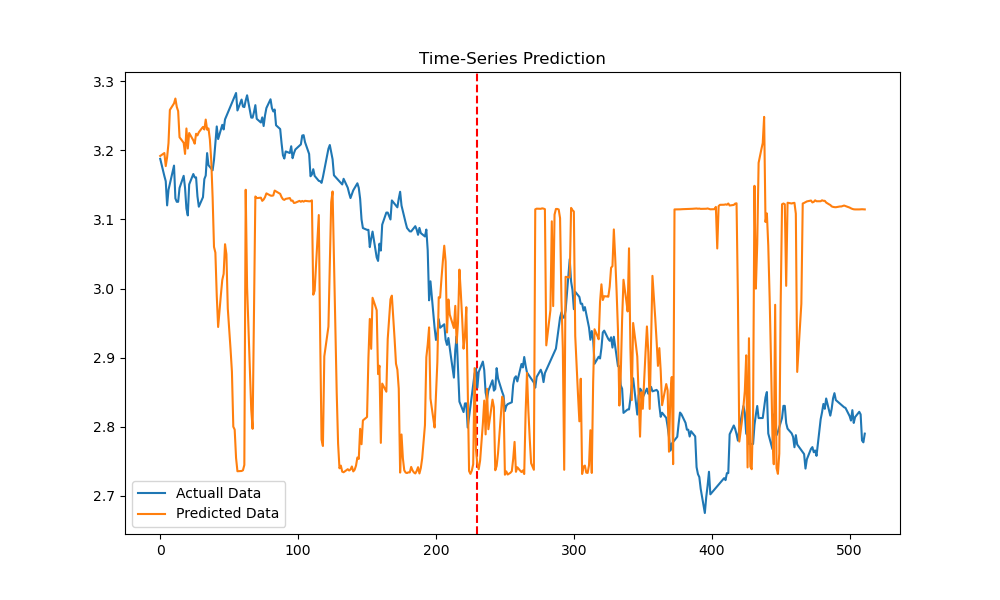 Time-Series Prediction
3.3
3.2
3.1
3.0
2.9
2.8
2.7
Actuall Data
Predicted Data
0 100 200 300 400 500